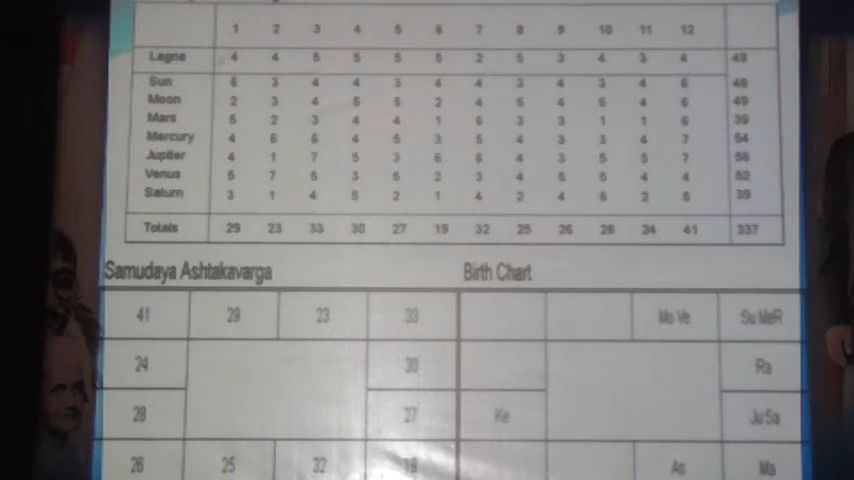 1 2 3 4 5 6 7 8 9 10 11 12
Lagna 4 4 5 5 5 5 2 5 3 4 3 4 49
Sun 6 3 4 4 3 4 4 3 4 3 4 6 48
Moon 2 3 4 5 5 2 4 5 4 5 4 6 49
Mars 5 2 3 4 4 1 6 3 3 1 1 6 39
Mercury 4 6 6 4 5 3 5 4 3 3 4 7 54
Jupiter 4 1 7 5 3 6 6 4 3 5 5 7 56
Venus 5 7 5 3 5 2 3 4 5 5 4 4 52
Saturn 3 1 4 5 2 1 4 2 4 6 2 5 39
Totals 29 23 33 30 27 19 32 25 26 28 24 41 337
Samudaya Ashtakavarga Birth Chart
41 29 23 33 Mo Ve Su MeR
24 30 Ra
28 27 Ke Ju Sa
26 25 32 19 As Ma